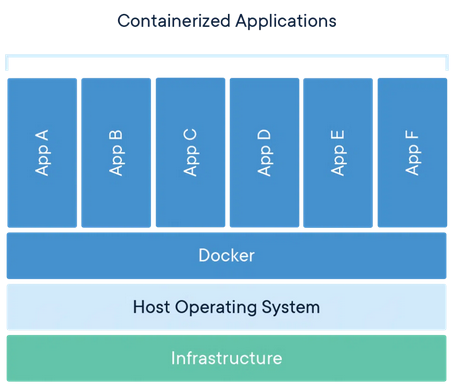 Containerized Applications
App A
App B
App C
App D
App E
App F
Docker
Host Operating System
Infrastructure